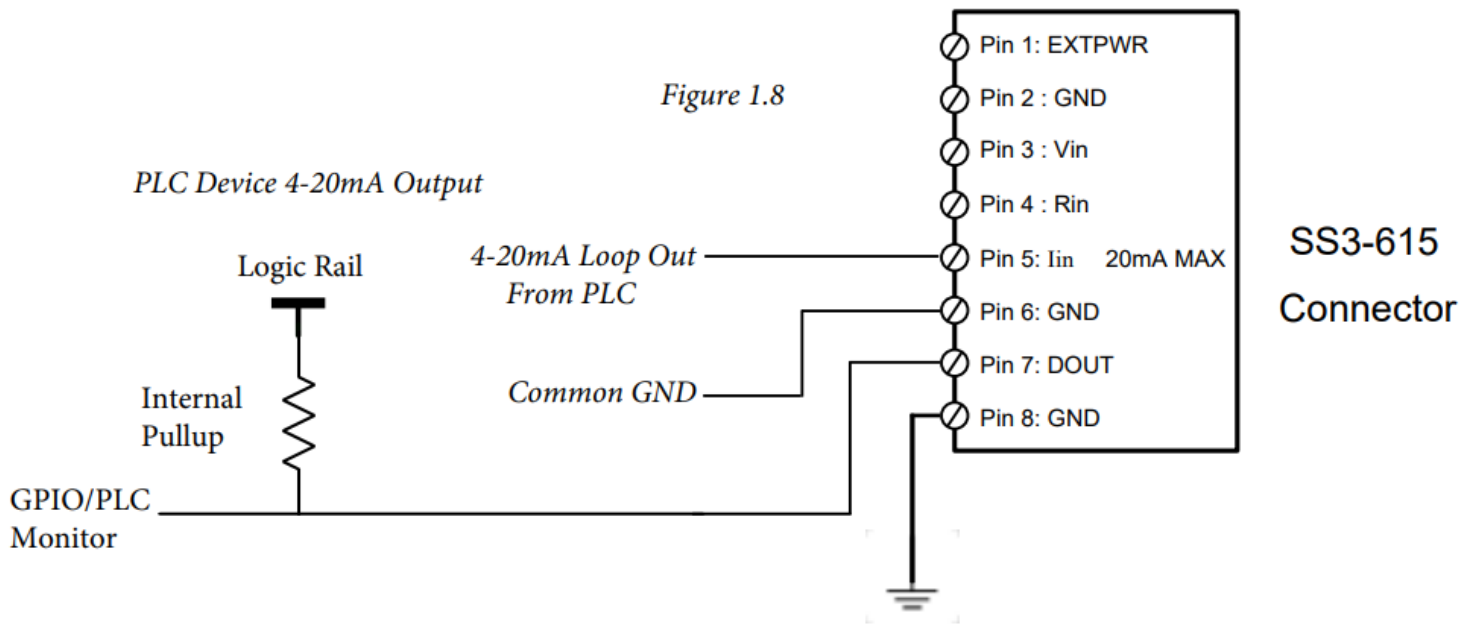 Figure 1.8
PLC Device 4-20mA Output
Logic Rail
4-20mA Loop Out
From PLC
Internal
Pullup
Common GND
GPIO/PLC
Monitor
Pin 1: EXTPWR
Pin 2 : GND
Pin 3 : Vin
Pin 4 : Rin
Pin 5: Iin 20mA MAX
Pin 6: GND
Pin 7: DOUT
Pin 8: GND
SS3-615
Connector